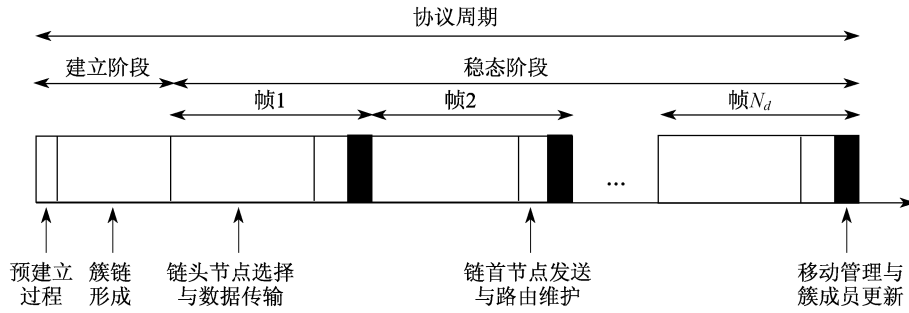 协议周期
建立阶段
稳态阶段
帧1
帧2
帧Nd
...
预建立
过程
簇链
形成
链头节点选择
与数据传输
链首节点发送
与路由维护
移动管理与
簇成员更新